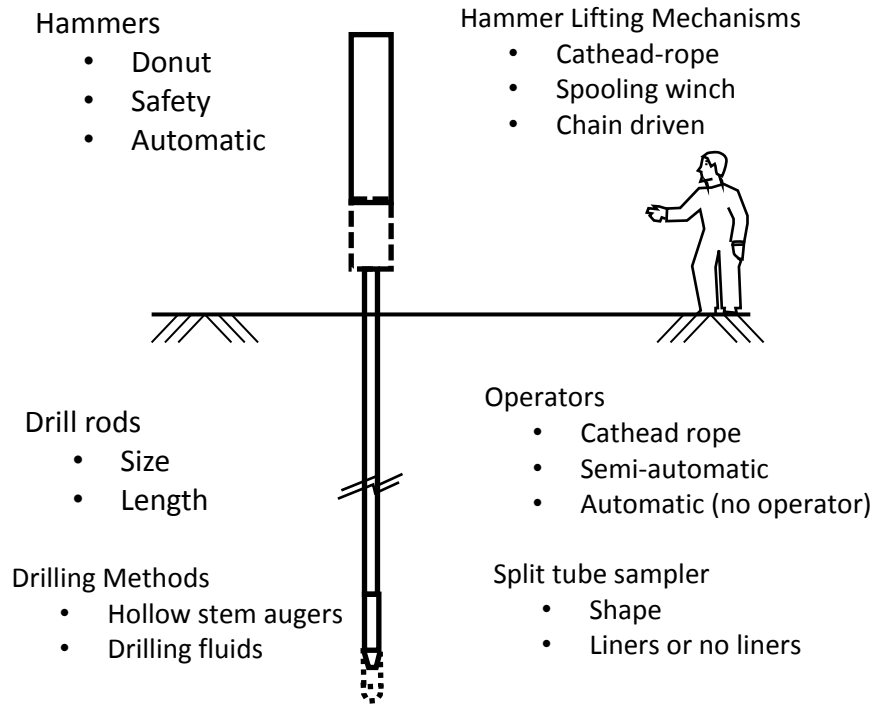 Hammers
• Donut
• Safety
• Automatic
Hammer Lifting Mechanisms
• Cathead-rope
• Spooling winch
• Chain driven
Drill rods
• Size
• Length
Operators
• Cathead rope
• Semi-automatic
• Automatic (no operator)
Drilling Methods
• Hollow stem augers
• Drilling fluids
Split tube sampler
• Shape
• Liners or no liners